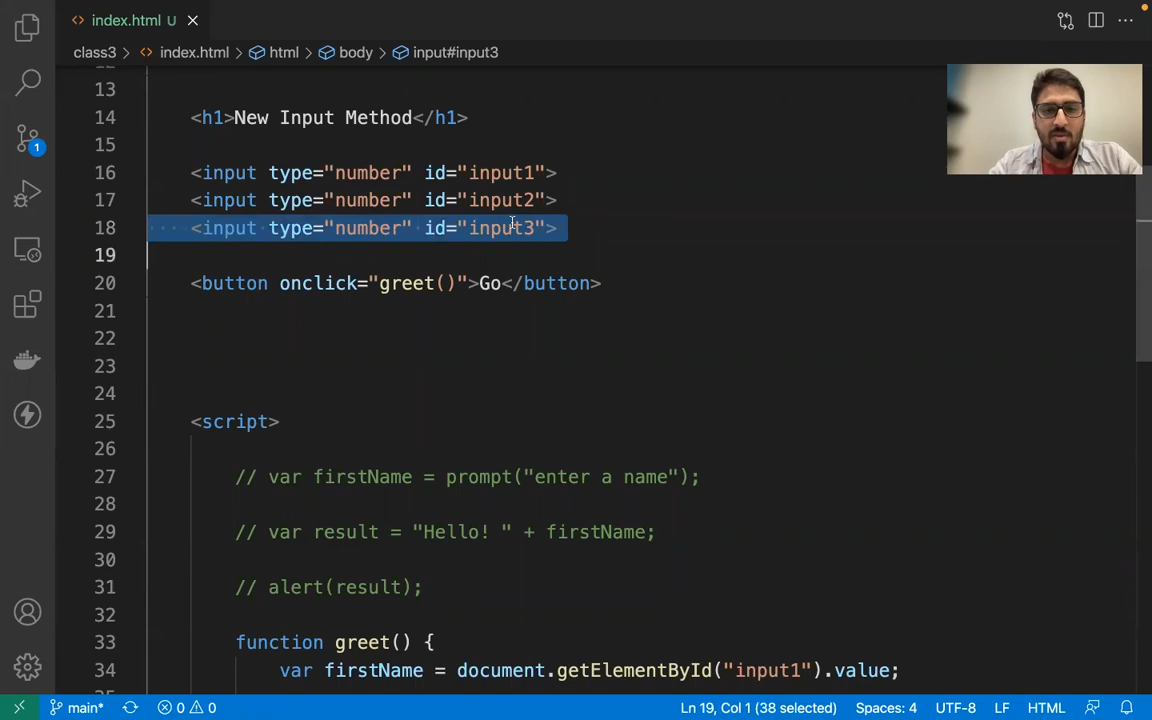 index.html U
class3 > index.html > html > body > input#input3
13
14 <h1>New Input Method</h1>
15
16 <input type="number" id="input1">
17 <input type="number" id="input2">
18 <input type="number" id="input3">
19
20 <button onclick="greet()">Go</button>
21
22
23
24
25 <script>
26
27 // var firstName = prompt("enter a name");
28
29 // var result = "Hello! " + firstName;
30
31 // alert(result);
32
33 function greet() {
34 var firstName = document.getElementById("input1").value;
1
main* 0 0 Ln 19, Col 1 (38 selected) Spaces: 4 UTF-8 LF HTML